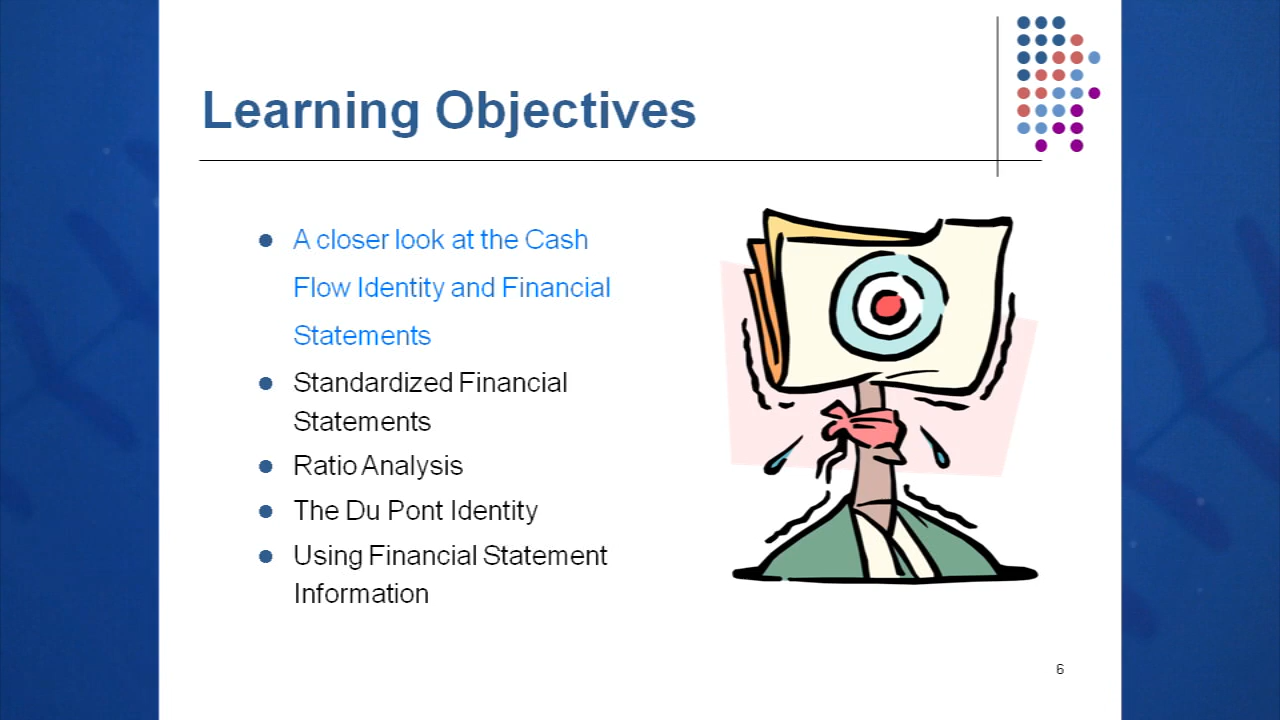 Learning Objectives
A closer look at the Cash
Flow Identity and Financial
Statements
Standardized Financial
Statements
Ratio Analysis
The Du Pont Identity
Using Financial Statement
Information
6